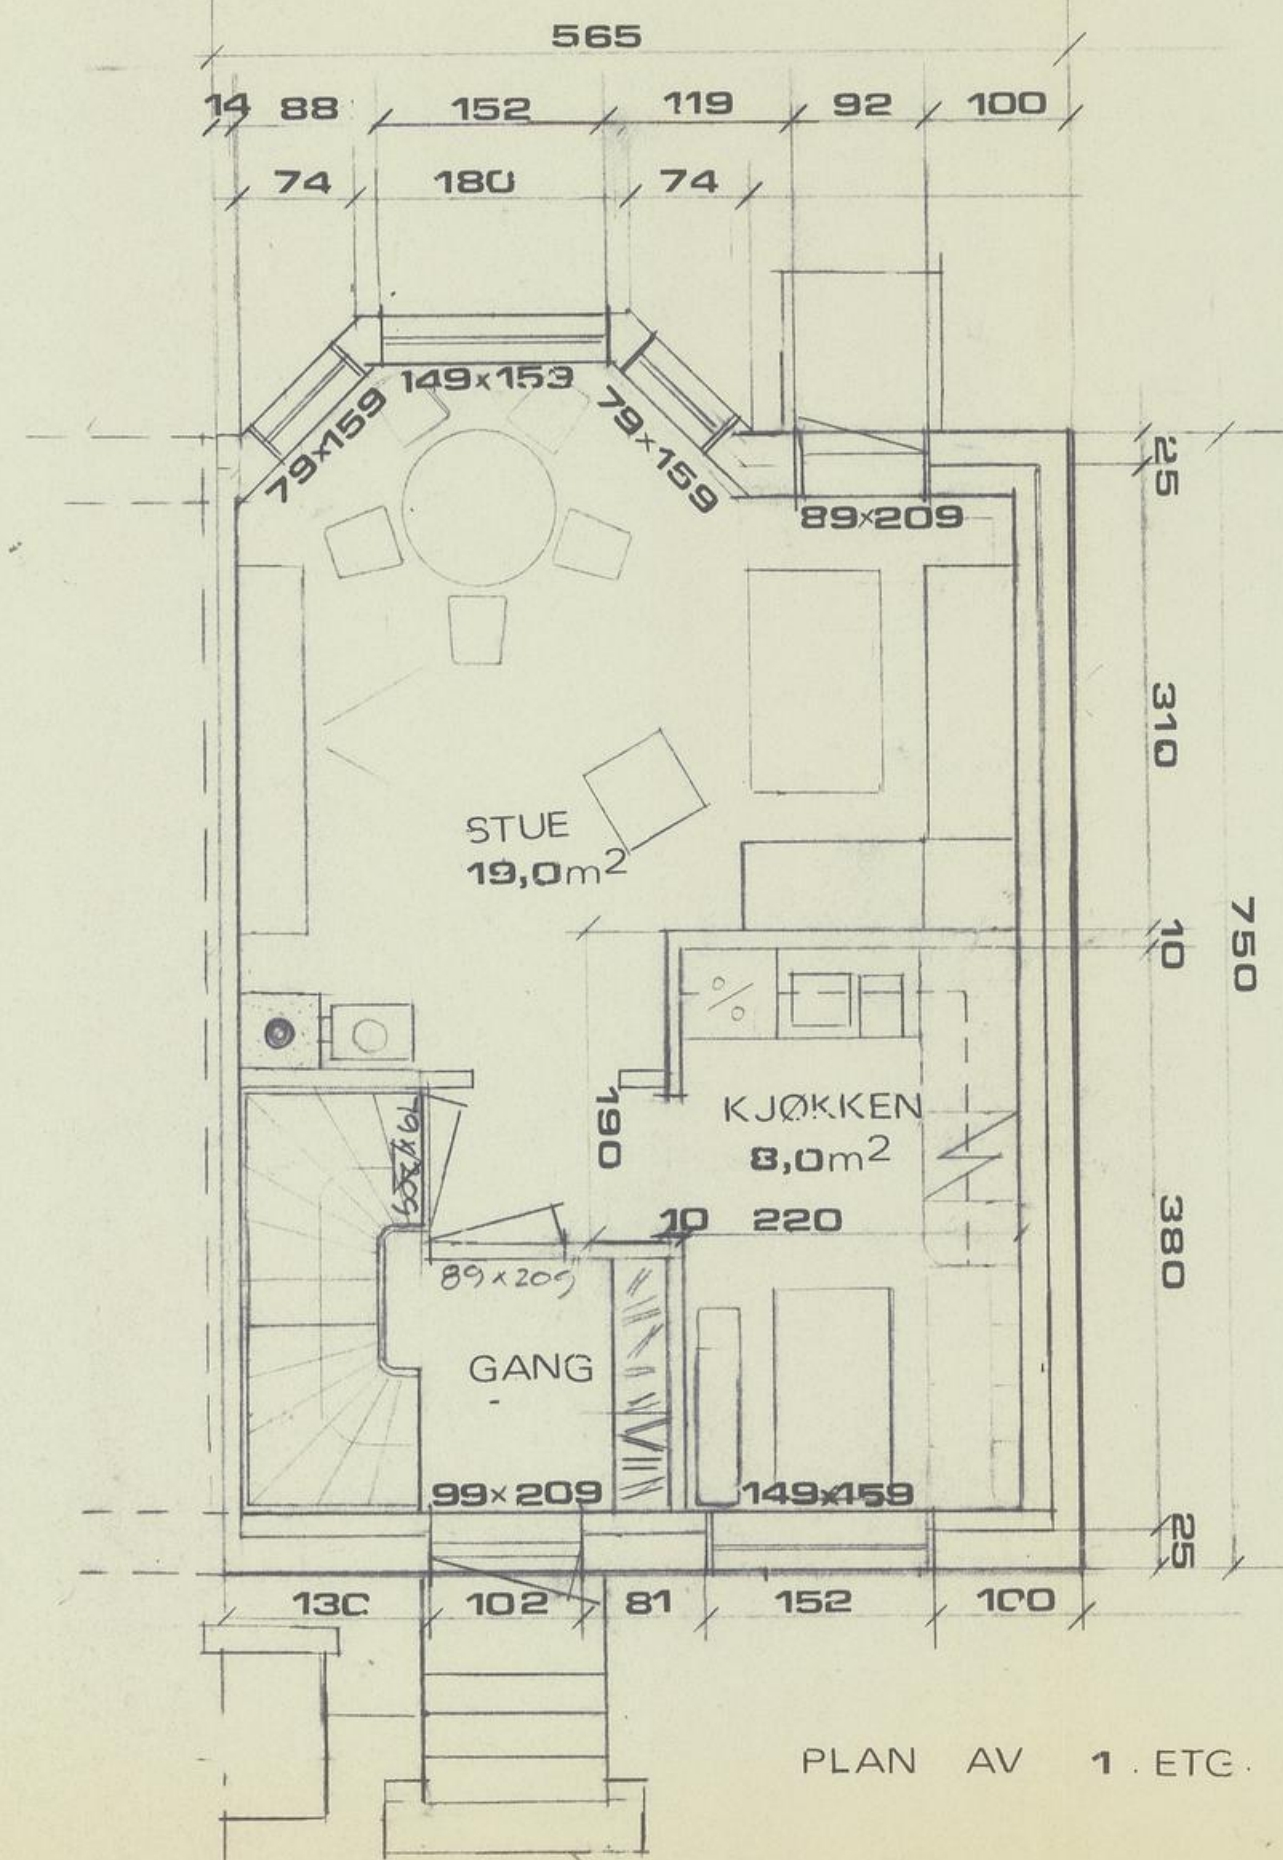 565
14 88 152 119 92 100
74 180 74
149x153
79x159
79x159
89x209
25
310
STUE
19,0m2
750
10
190
KJØKKEN
8,0m2
79x209
10 220
380
89x209
GANG
99x209
149x159
25
130 102 81 152 100
PLAN AV 1. ETG.